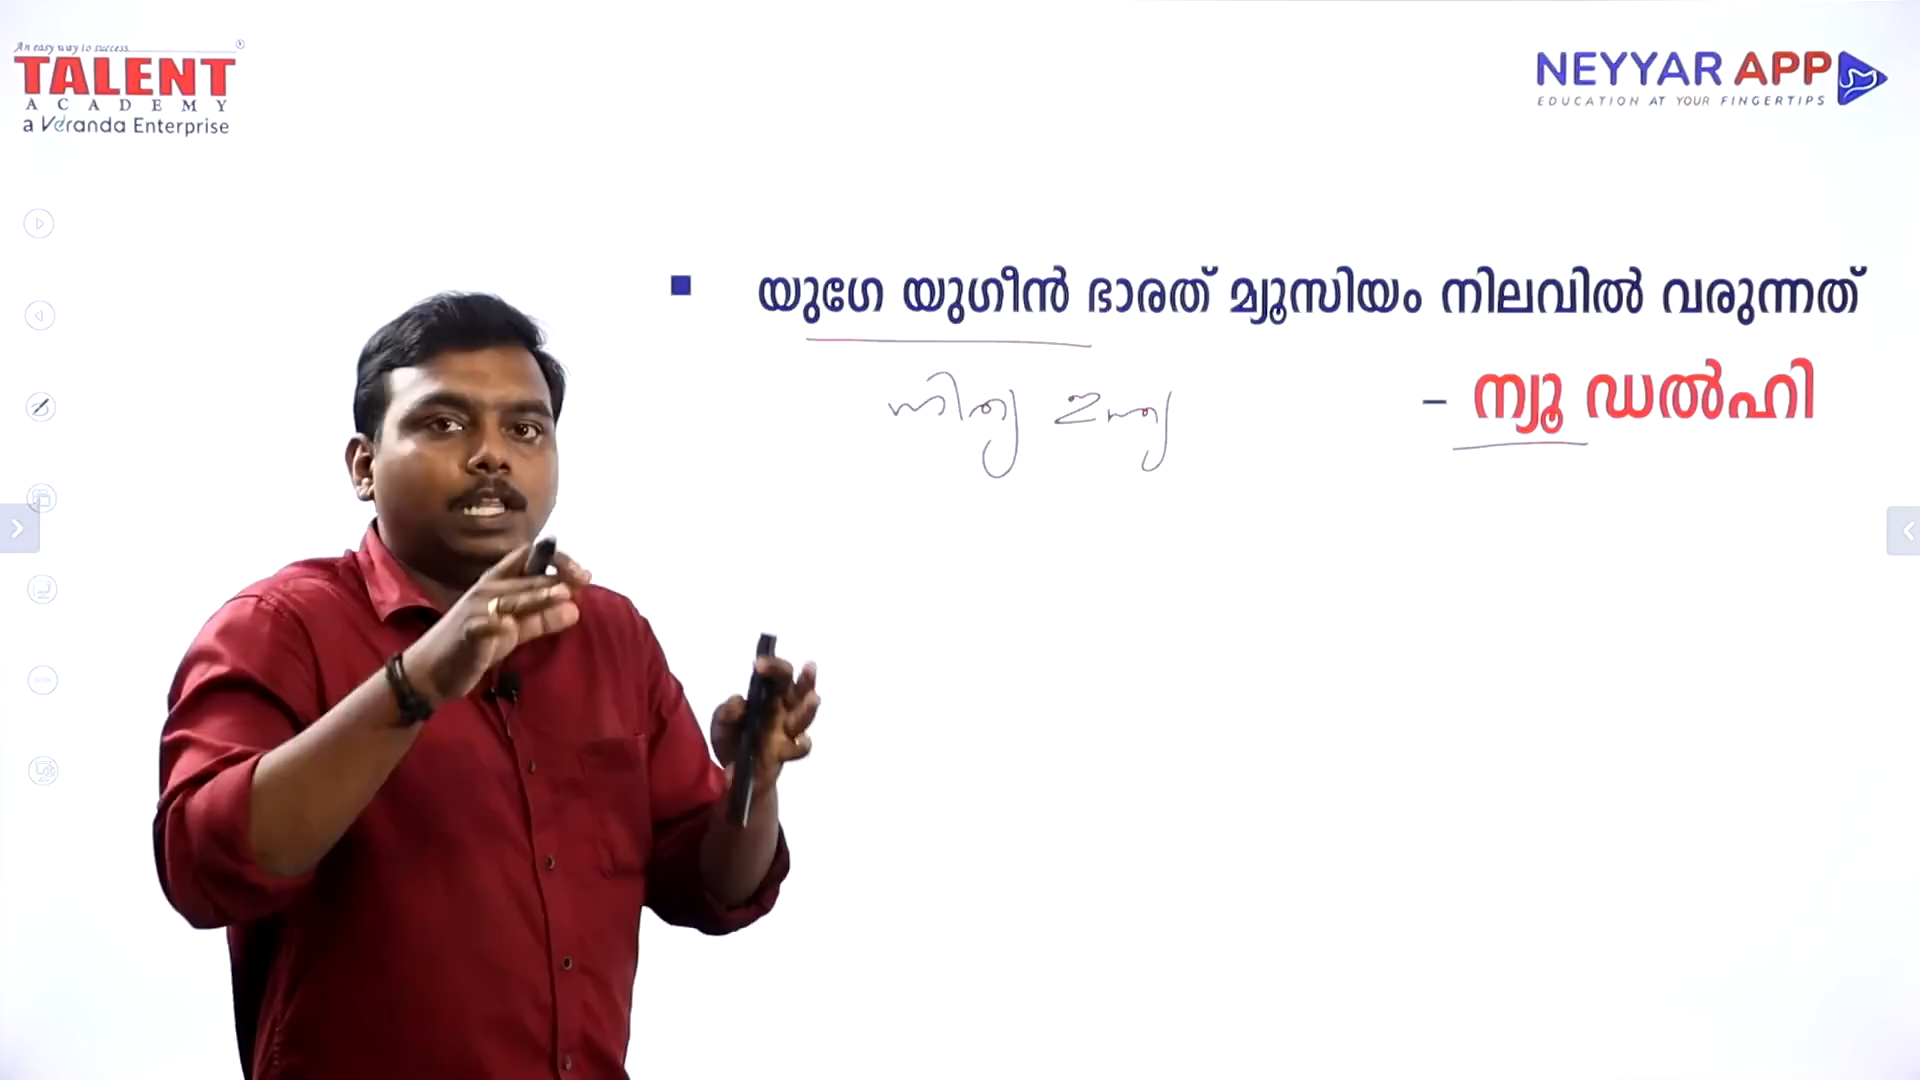 An easy way to success
TALENT
ACADEMY
a Veranda Enterprise
NEYYAR APP
EDUCATION AT YOUR FINGERTIPS
യുഗേ യുഗീൻ ഭാരത് മ്യൂസിയം നിലവിൽ വരുന്നത്
– ന്യൂ ഡൽഹി
നിത്യ ഇന്ത്യ